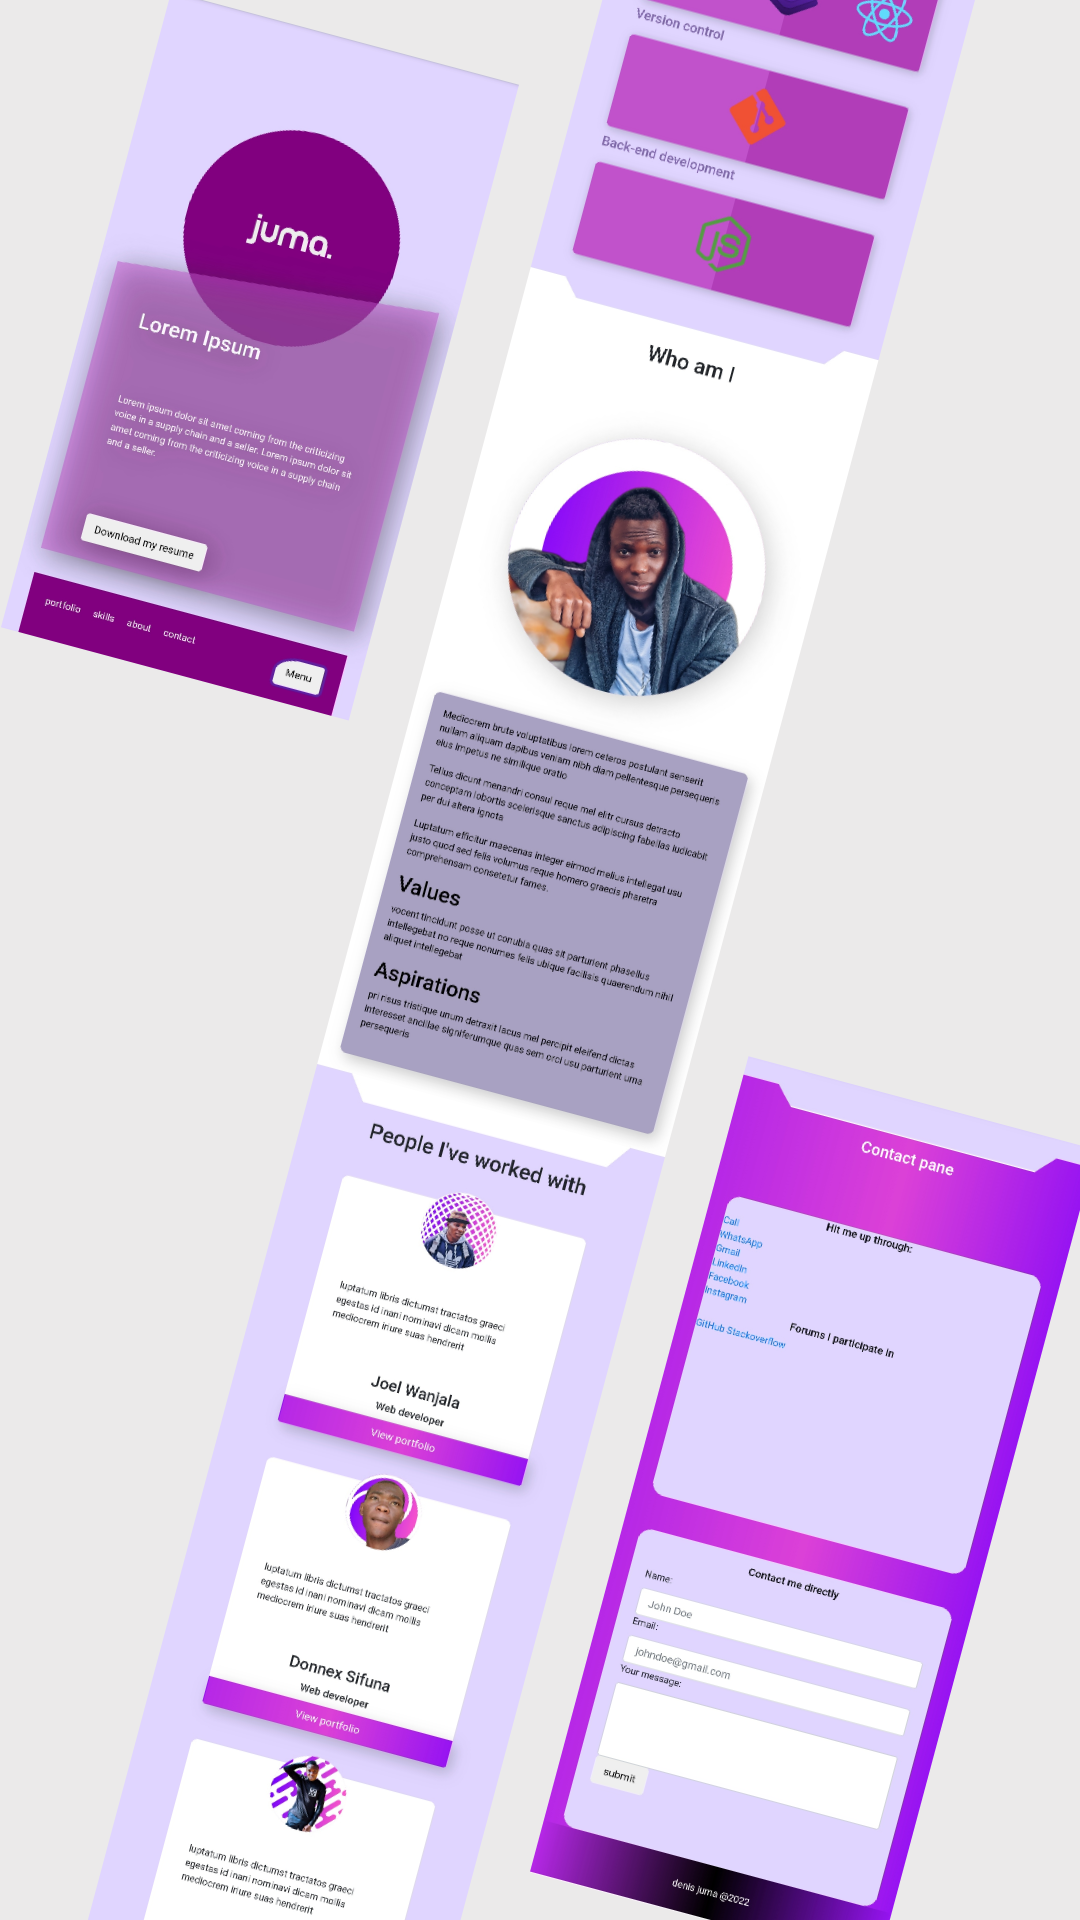 juma.
Lorem Ipsum
Lorem ipsum dolor sit amet coming from the criticizing
voice in a supply chain and a seller. Lorem ipsum dolor sit
amet coming from the criticizing voice in a supply chain
and a seller.
Download my resume
portfolio skills about contact
Menu
Version control
Back-end development
JS
Who am I
Mediocrem brute voluptatibus lorem ceteros postulant senserit
nullam aliquam dapibus veniam nibh diam pellentesque persequeris
eius impetus ne similique oratio
Tellus dicunt menandri consul reque mel elitr cursus detracto
conceptam lobortis scelerisque sanctus adipiscing fabellas iudicabit
per dui altera ignota
Luptatum efficitur maecenas integer eirmod melius intellegat usu
justo quod sed felis volumus reque homero graecis pharetra
comprehensam consetetur fames.
Values
vocent tincidunt posse ut conubia quas sit parturient phasellus
intellegebat no reque nonumes felis ubique facilisis quaerendum nihil
aliquet intellegebat
Aspirations
pri risus tristique unum detraxit lacus mel percipit eleifend dictas
interesset ancillae signiferumque quas sem orci usu parturient urna
persequeris
People I've worked with
luptatum libris dictumst tractatos graeci
egestas id inani nominavi dicam mollis
mediocrem iriure suas hendrerit
Joel Wanjala
Web developer
View portfolio
luptatum libris dictumst tractatos graeci
egestas id inani nominavi dicam mollis
mediocrem iriure suas hendrerit
Donnex Sifuna
Web developer
View portfolio
luptatum libris dictumst tractatos graeci
egestas id inani nominavi dicam mollis
mediocrem iriure suas hendrerit
Contact pane
Hit me up through:
Call
WhatsApp
Gmail
LinkedIn
Facebook
Instagram
Forums I participate in
GitHub Stackoverflow
Contact me directly
Name:
John Doe
Email:
johndoe@gmail.com
Your message:
submit
denis juma @2022